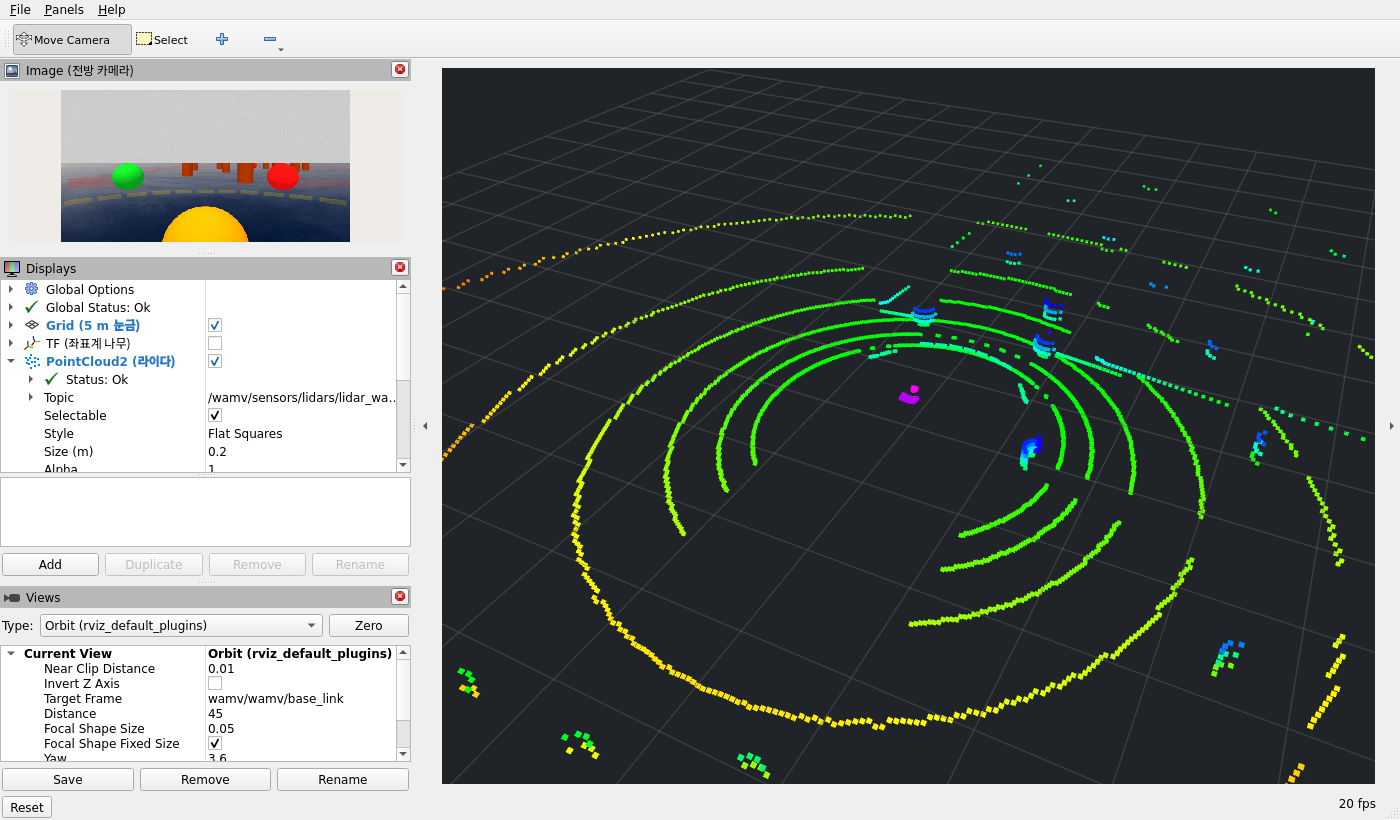 File Panels Help
Move Camera Select
Image (전방 카메라)
Displays
Global Options
Global Status: Ok
Grid (5 m 눈금)
TF (좌표계 나무)
PointCloud2 (라이다)
Status: Ok
Topic /wamv/sensors/lidars/lidar_wa...
Selectable
Style Flat Squares
Size (m) 0.2
Alpha 1
Add Duplicate Remove Rename
Views
Type: Orbit (rviz_default_plugins) Zero
Current View Orbit (rviz_default_plugins)
Near Clip Distance 0.01
Invert Z Axis
Target Frame wamv/wamv/base_link
Distance 45
Focal Shape Size 0.05
Focal Shape Fixed Size
Yaw 3.6
Save Remove Rename
Reset
20 fps